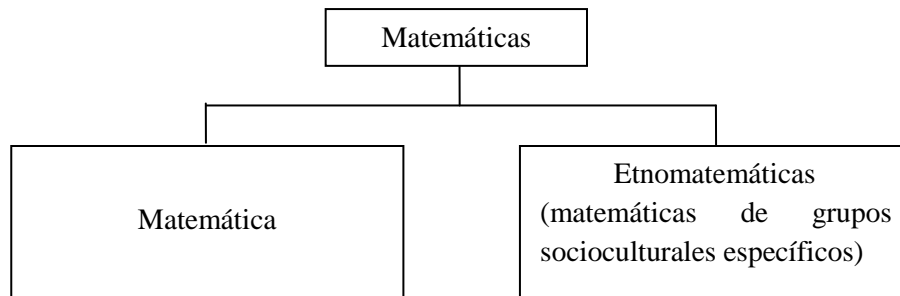 Matemáticas
Matemática
Etnomatemáticas
(matemáticas de grupos
socioculturales específicos)